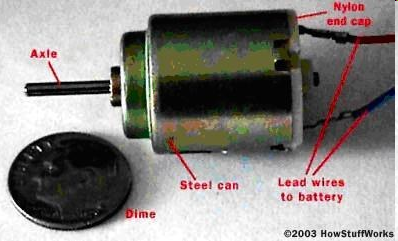 Nylon
end cap
Axle
Steel can
Lead wires
to battery
Dime
©2003 HowStuffWorks